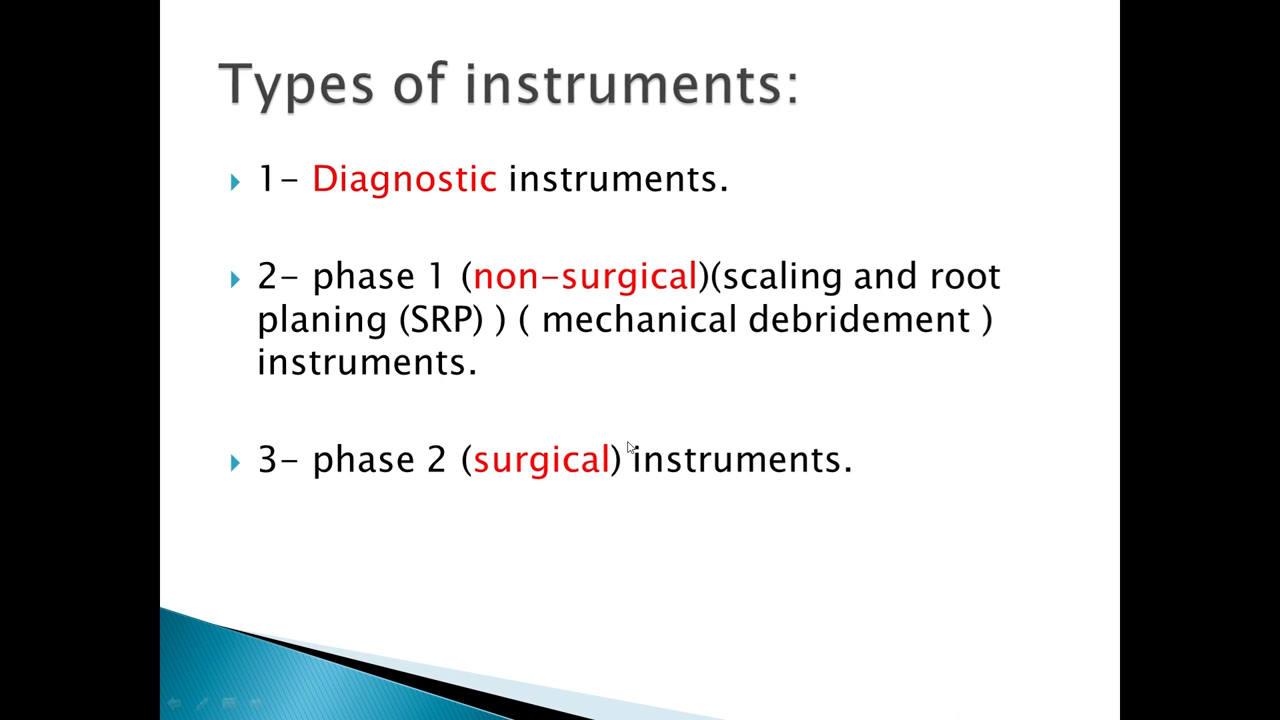 Types of instruments:
1- Diagnostic instruments.
2- phase 1 (non-surgical)(scaling and root
planing (SRP) ) ( mechanical debridement )
instruments.
3- phase 2 (surgical) instruments.